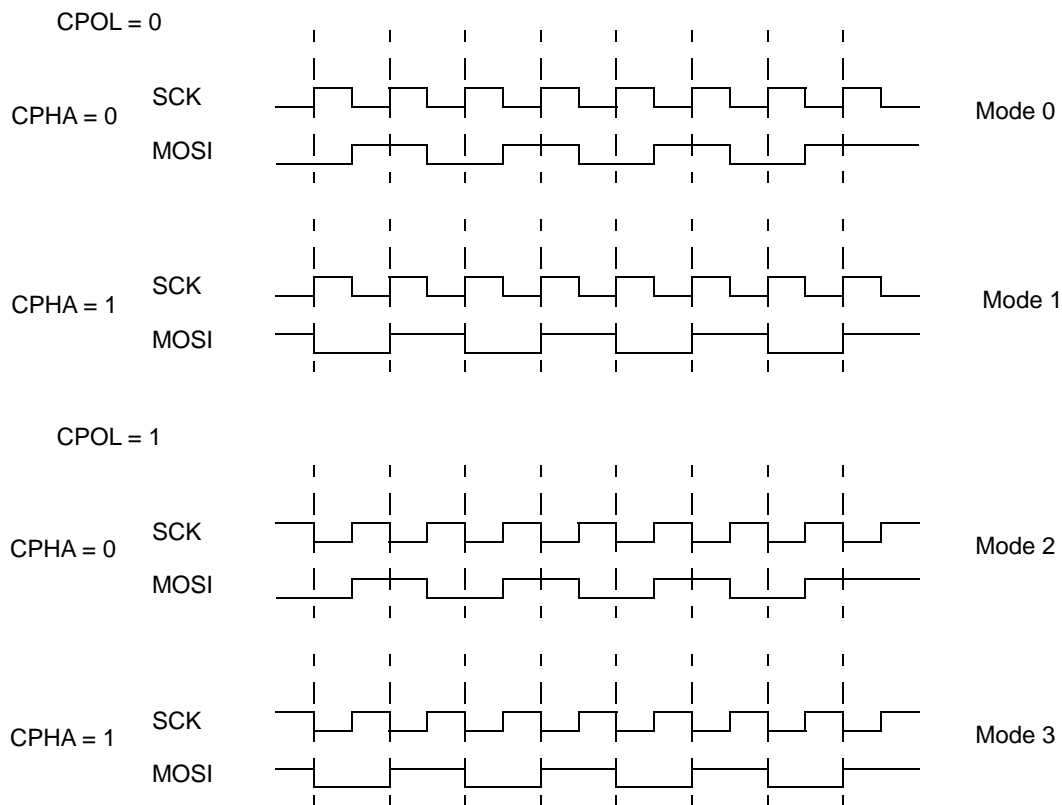 CPOL = 0
CPHA = 0
SCK
MOSI
Mode 0
CPHA = 1
SCK
MOSI
Mode 1
CPOL = 1
CPHA = 0
SCK
MOSI
Mode 2
CPHA = 1
SCK
MOSI
Mode 3